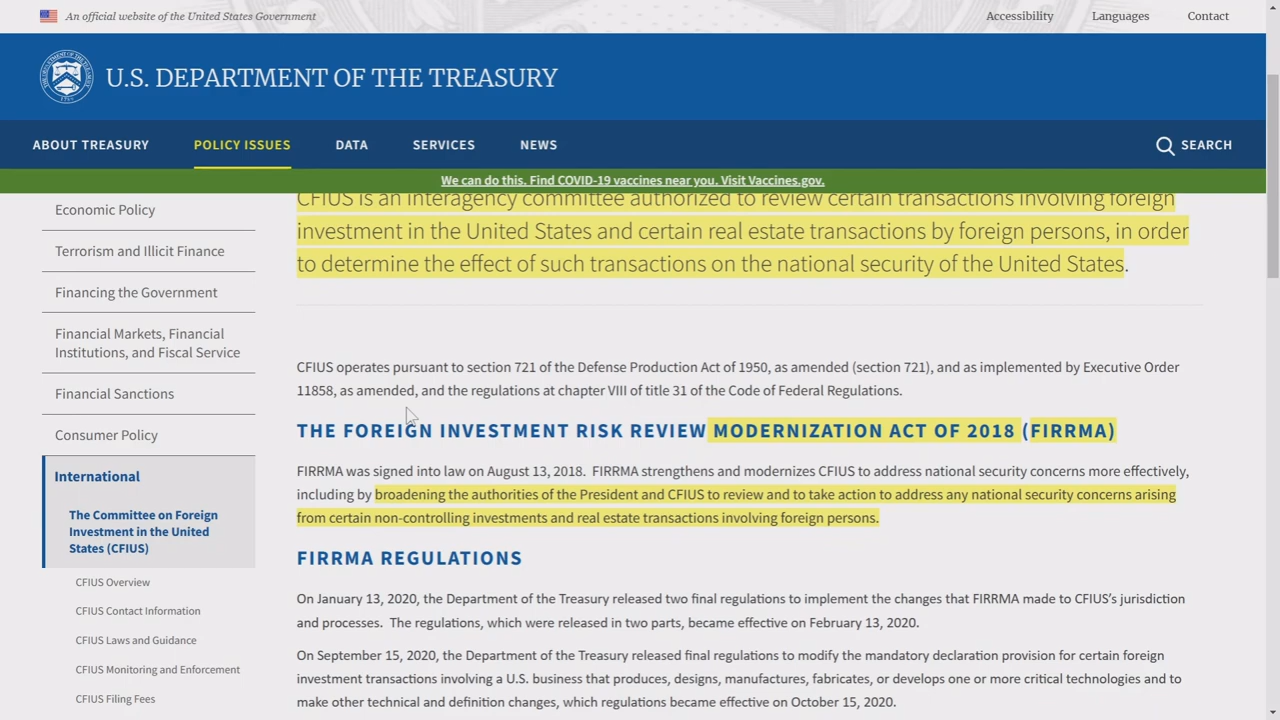 An official website of the United States Government
Accessibility Languages Contact
U.S. DEPARTMENT OF THE TREASURY
ABOUT TREASURY POLICY ISSUES DATA SERVICES NEWS SEARCH
We can do this. Find COVID-19 vaccines near you. Visit Vaccines.gov.
Economic Policy
Terrorism and Illicit Finance
Financing the Government
Financial Markets, Financial
Institutions, and Fiscal Service
Financial Sanctions
Consumer Policy
International
The Committee on Foreign
Investment in the United
States (CFIUS)
CFIUS Overview
CFIUS Contact Information
CFIUS Laws and Guidance
CFIUS Monitoring and Enforcement
CFIUS Filing Fees
CFIUS is an interagency committee authorized to review certain transactions involving foreign
investment in the United States and certain real estate transactions by foreign persons, in order
to determine the effect of such transactions on the national security of the United States.
CFIUS operates pursuant to section 721 of the Defense Production Act of 1950, as amended (section 721), and as implemented by Executive Order
11858, as amended, and the regulations at chapter VIII of title 31 of the Code of Federal Regulations.
THE FOREIGN INVESTMENT RISK REVIEW MODERNIZATION ACT OF 2018 (FIRRMA)
FIRRMA was signed into law on August 13, 2018. FIRRMA strengthens and modernizes CFIUS to address national security concerns more effectively,
including by broadening the authorities of the President and CFIUS to review and to take action to address any national security concerns arising
from certain non-controlling investments and real estate transactions involving foreign persons.
FIRRMA REGULATIONS
On January 13, 2020, the Department of the Treasury released two final regulations to implement the changes that FIRRMA made to CFIUS's jurisdiction
and processes. The regulations, which were released in two parts, became effective on February 13, 2020.
On September 15, 2020, the Department of the Treasury released final regulations to modify the mandatory declaration provision for certain foreign
investment transactions involving a U.S. business that produces, designs, manufactures, fabricates, or develops one or more critical technologies and to
make other technical and definition changes, which regulations became effective on October 15, 2020.